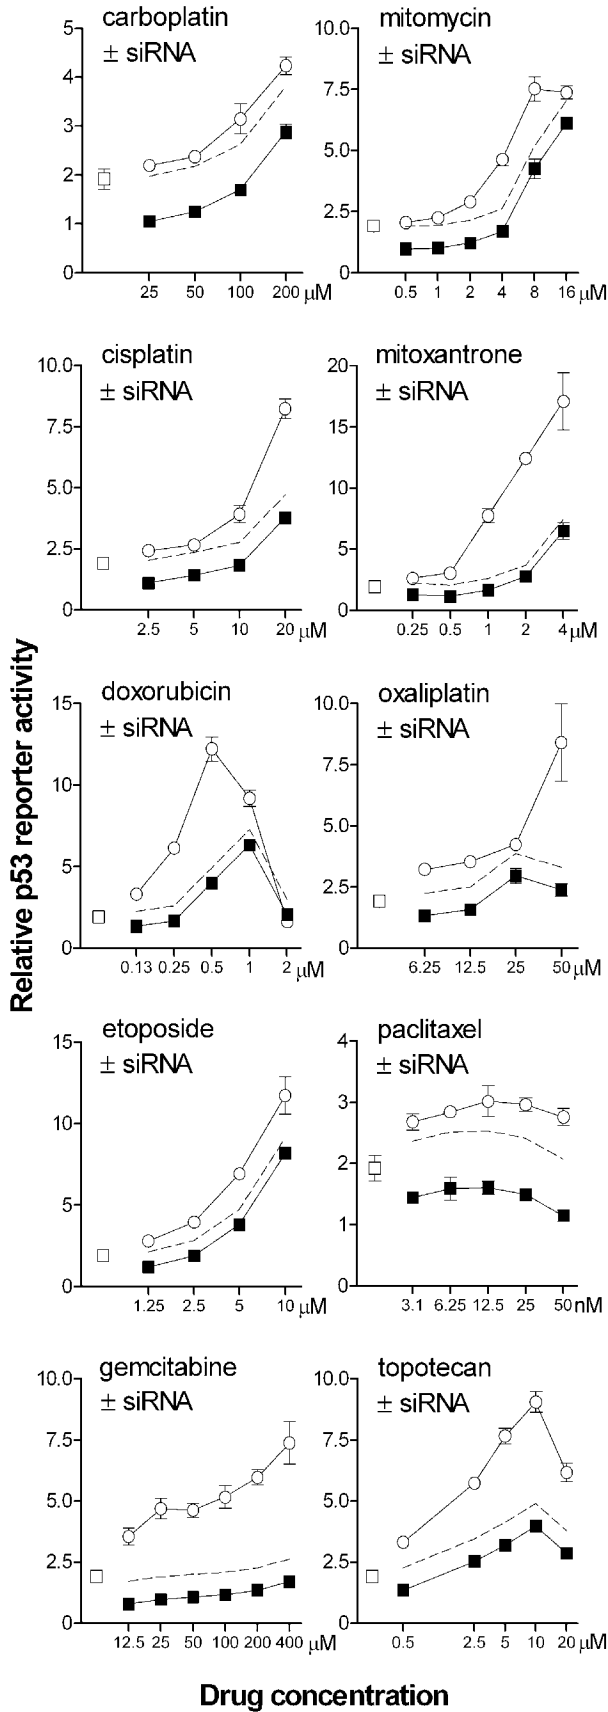 carboplatin
± siRNA
5
4
3
2
1
0
25 50 100 200 μM
mitomycin
± siRNA
10.0
7.5
5.0
2.5
0
0.5 1 2 4 8 16 μM
cisplatin
± siRNA
10.0
7.5
5.0
2.5
0
2.5 5 10 20 μM
mitoxantrone
± siRNA
20
15
10
5
0
0.25 0.5 1 2 4 μM
doxorubicin
± siRNA
15
10
5
0
0.13 0.25 0.5 1 2 μM
oxaliplatin
± siRNA
10.0
7.5
5.0
2.5
0
6.25 12.5 25 50 μM
etoposide
± siRNA
15
10
5
0
1.25 2.5 5 10 μM
paclitaxel
± siRNA
4
3
2
1
0
3.1 6.25 12.5 25 50 nM
gemcitabine
± siRNA
10.0
7.5
5.0
2.5
0
12.5 25 50 100 200 400 μM
topotecan
± siRNA
10.0
7.5
5.0
2.5
0
0.5 2.5 5 10 20 μM
Relative p53 reporter activity
Drug concentration